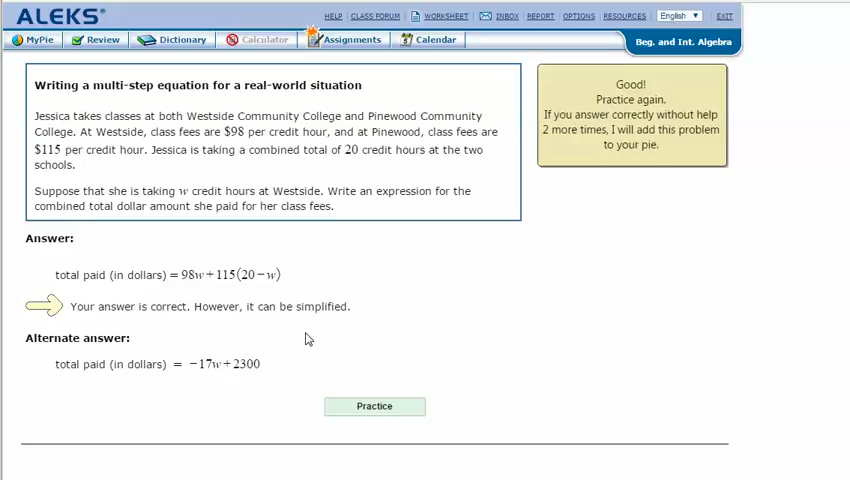 ALEKS®
HELP | CLASS FORUM | WORKSHEET | INBOX | REPORT | OPTIONS | RESOURCES English ▼ EXIT
MyPie Review Dictionary Calculator Assignments Calendar
Beg. and Int. Algebra
Writing a multi-step equation for a real-world situation
Jessica takes classes at both Westside Community College and Pinewood Community
College. At Westside, class fees are $98 per credit hour, and at Pinewood, class fees are
$115 per credit hour. Jessica is taking a combined total of 20 credit hours at the two
schools.
Suppose that she is taking w credit hours at Westside. Write an expression for the
combined total dollar amount she paid for her class fees.
Good!
Practice again.
If you answer correctly without help
2 more times, I will add this problem
to your pie.
Answer:
total paid (in dollars) = 98w+115(20−w)
Your answer is correct. However, it can be simplified.
Alternate answer:
total paid (in dollars) = −17w+2300
Practice